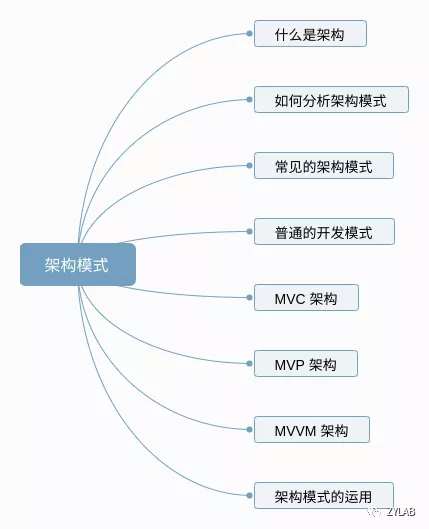 什么是架构
如何分析架构模式
常见的架构模式
普通的开发模式
架构模式
MVC 架构
MVP 架构
MVVM 架构
架构模式的运用
ZYLAB